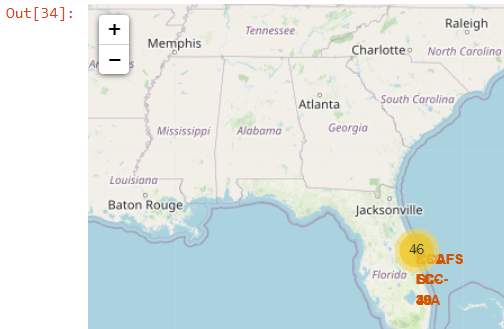 Out[34]:
+
−
Raleigh
Tennessee
Memphis
Charlotte
North Carolina
Atlanta
South Carolina
Mississippi
Alabama
Georgia
Louisiana
Baton Rouge
Jacksonville
46
Florida